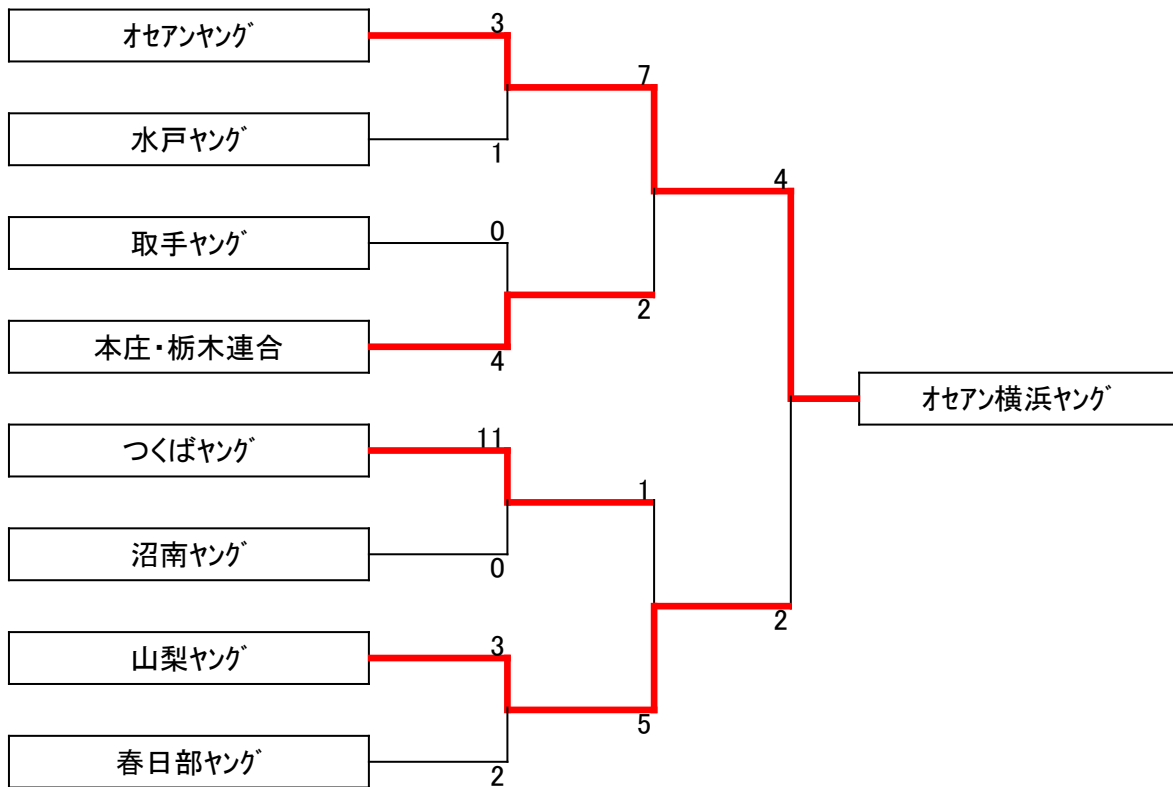 オセアンヤング
3
7
水戸ヤング
1
4
取手ヤング
0
2
本庄・栃木連合
4
オセアン横浜ヤング
つくばヤング
11
1
沼南ヤング
0
2
山梨ヤング
3
5
春日部ヤング
2